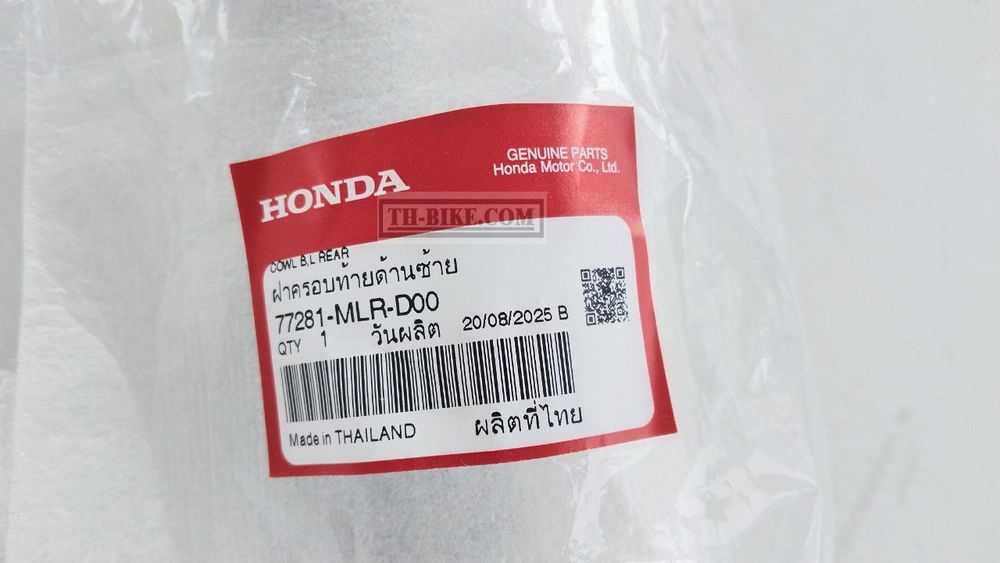 GENUINE PARTS
Honda Motor Co., Ltd.
HONDA
TH-BIKE.COM
COWL B,L REAR
ฝาครอบท้ายด้านซ้าย
77281-MLR-D00
QTY 1 วันผลิต 20/08/2025 B
Made in THAILAND ผลิตที่ไทย